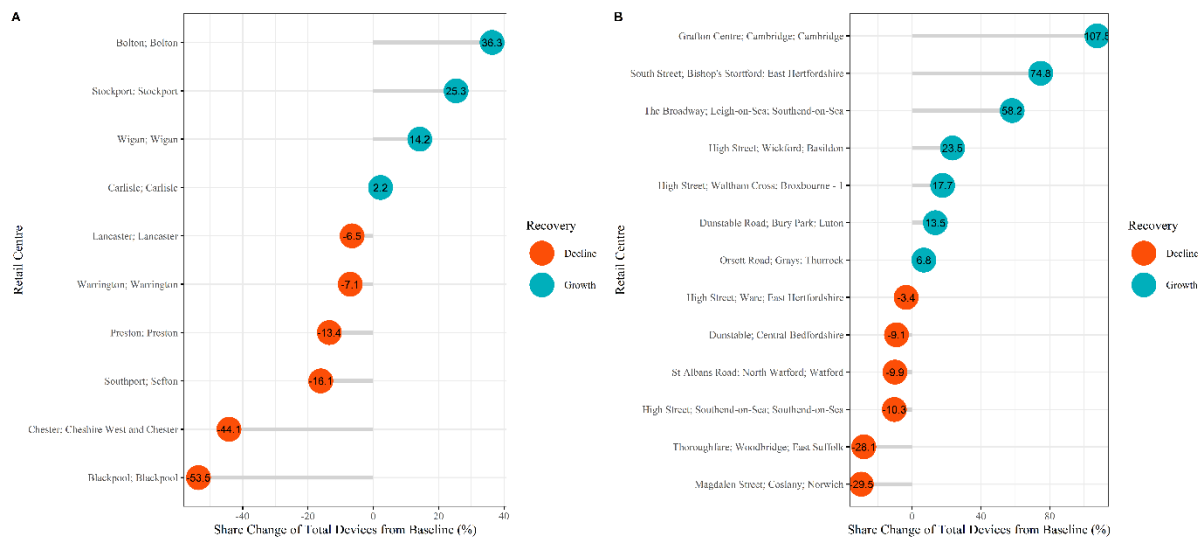 A
Retail Centre
Bolton; Bolton
36.3
Stockport; Stockport
25.3
Wigan; Wigan
14.2
Carlisle; Carlisle
2.2
Lancaster; Lancaster
-6.5
Warrington; Warrington
-7.1
Preston; Preston
-13.4
Southport; Sefton
-16.1
Chester; Cheshire West and Chester
-44.1
Blackpool; Blackpool
-53.5
-40 -20 0 20 40
Share Change of Total Devices from Baseline (%)
Recovery
Decline
Growth
B
Retail Centre
Grafton Centre; Cambridge; Cambridge
107.5
South Street; Bishop's Stortford; East Hertfordshire
74.8
The Broadway; Leigh-on-Sea; Southend-on-Sea
58.2
High Street; Wickford; Basildon
23.5
High Street; Waltham Cross; Broxbourne - 1
17.7
Dunstable Road; Bury Park; Luton
13.5
Orsett Road; Grays; Thurrock
6.8
High Street; Ware; East Hertfordshire
-3.4
Dunstable; Central Bedfordshire
-9.1
St Albans Road; North Watford; Watford
-9.9
High Street; Southend-on-Sea; Southend-on-Sea
-10.3
Thoroughfare; Woodbridge; East Suffolk
-28.1
Magdalen Street; Coslany; Norwich
-29.5
0 40 80
Share Change of Total Devices from Baseline (%)
Recovery
Decline
Growth